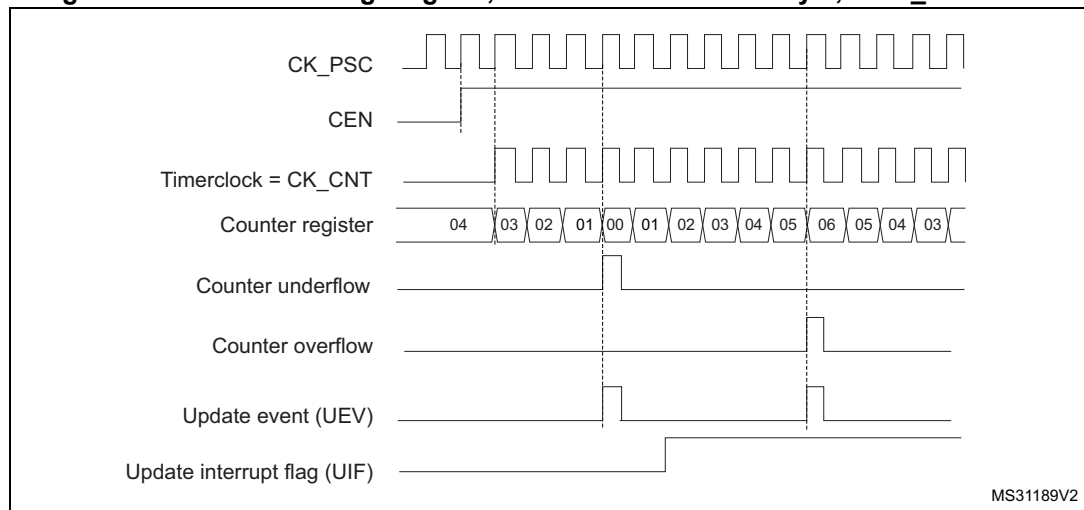 CK_PSC
CEN
Timerclock = CK_CNT
Counter register 04 03 02 01 00 01 02 03 04 05 06 05 04 03
Counter underflow
Counter overflow
Update event (UEV)
Update interrupt flag (UIF)
MS31189V2